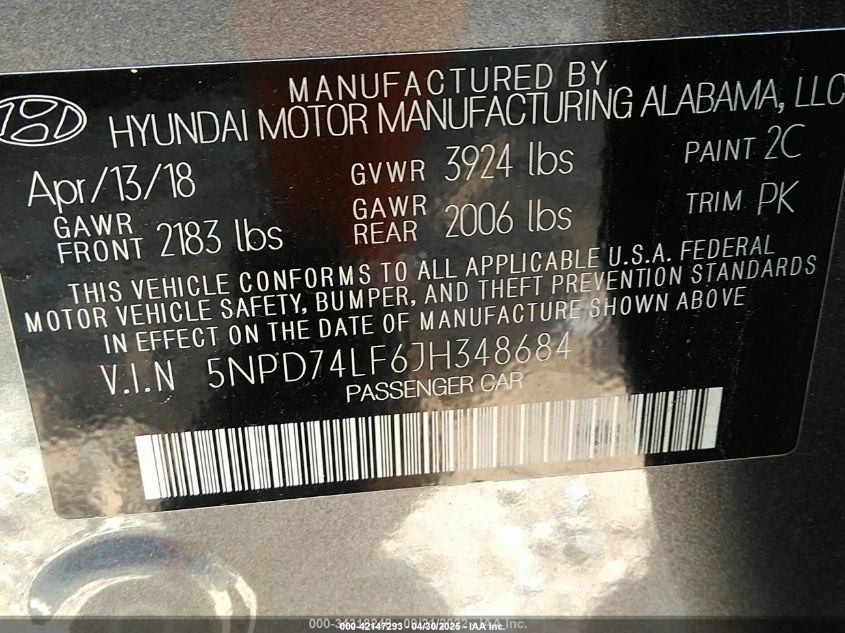 MANUFACTURED BY
HYUNDAI MOTOR MANUFACTURING ALABAMA, LLC
Apr/13/18 GVWR 3924 lbs PAINT 2C
GAWR FRONT 2183 lbs GAWR REAR 2006 lbs TRIM PK
THIS VEHICLE CONFORMS TO ALL APPLICABLE U.S.A. FEDERAL
MOTOR VEHICLE SAFETY, BUMPER, AND THEFT PREVENTION STANDARDS
IN EFFECT ON THE DATE OF MANUFACTURE SHOWN ABOVE
V.I.N 5NPD74LF6JH348684
PASSENGER CAR
000-42147293 - 04/30/2025 - IAA Inc.